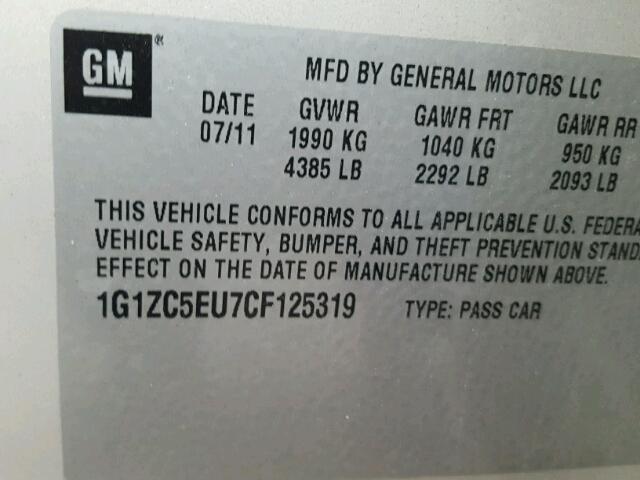 GM ®
MFD BY GENERAL MOTORS LLC
DATE GVWR GAWR FRT GAWR RR
07/11 1990 KG 1040 KG 950 KG
4385 LB 2292 LB 2093 LB
THIS VEHICLE CONFORMS TO ALL APPLICABLE U.S. FEDERA
VEHICLE SAFETY, BUMPER, AND THEFT PREVENTION STAND
EFFECT ON THE DATE OF MANUFACTURE SHOWN ABOVE.
1G1ZC5EU7CF125319 TYPE: PASS CAR